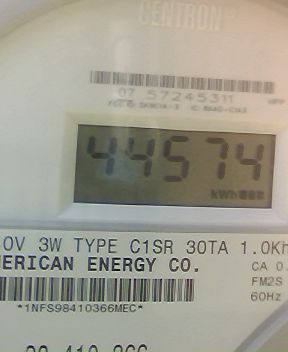 CENTRON®
07 57245311
44574
kWh
0V 3W TYPE C1SR 30TA 1.0Kh
MERICAN ENERGY CO.
CA 0.
FM2S
*1NFS98410366MEC*
60Hz